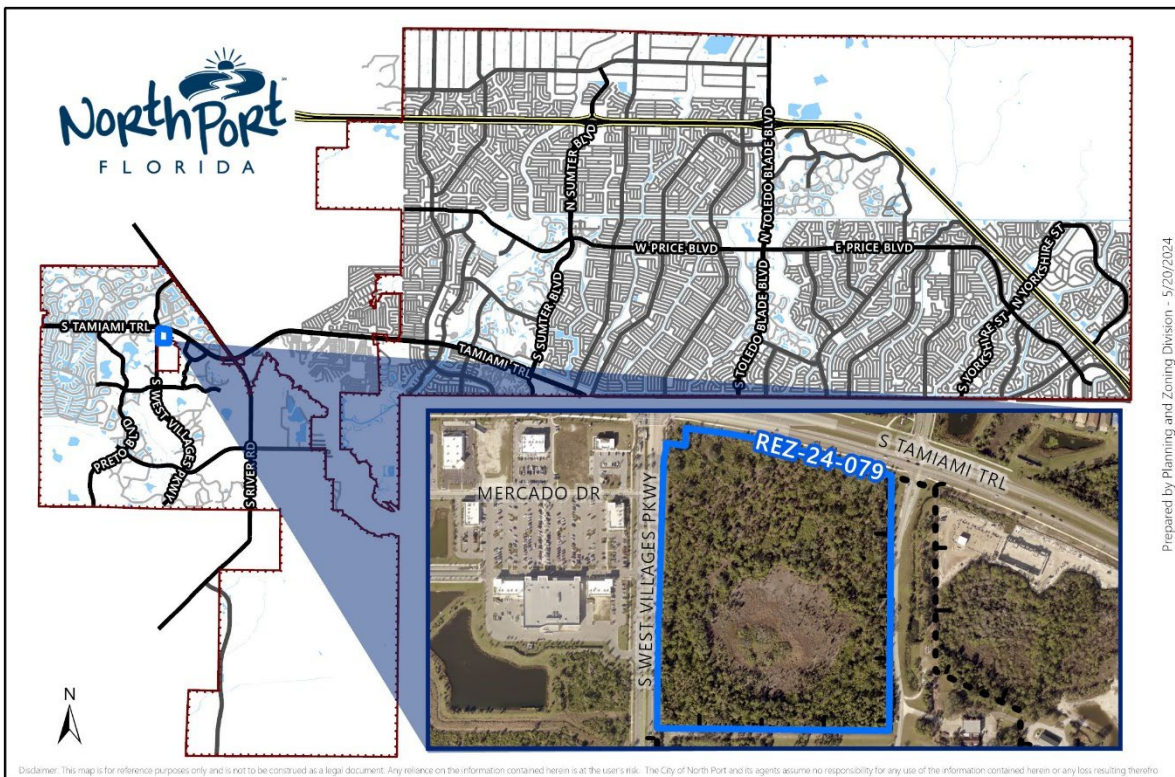 North Port
FLORIDA
N SUMTER BLVD
N TOLEDO BLADE BLVD
W PRICE BLVD
E PRICE BLVD
N YORKSHIRE ST
S YORKSHIRE ST
S TAMIAMI TRL
TAMIAMI TRL
S SUMTER BLVD
S TOLEDO BLADE BLVD
S WEST VILLAGES PKWY
PRETO BLVD
S RIVER RD
REZ-24-079
S TAMIAMI TRL
MERCADO DR
S WEST VILLAGES PKWY
N
Prepared by Planning and Zoning Division - 5/20/2024
Disclaimer: This map is for reference purposes only and is not to be construed as a legal document. Any reliance on the information contained herein is at the user's risk. The City of North Port and its agents assume no responsibility for any use of the information contained herein or any loss resulting therefro